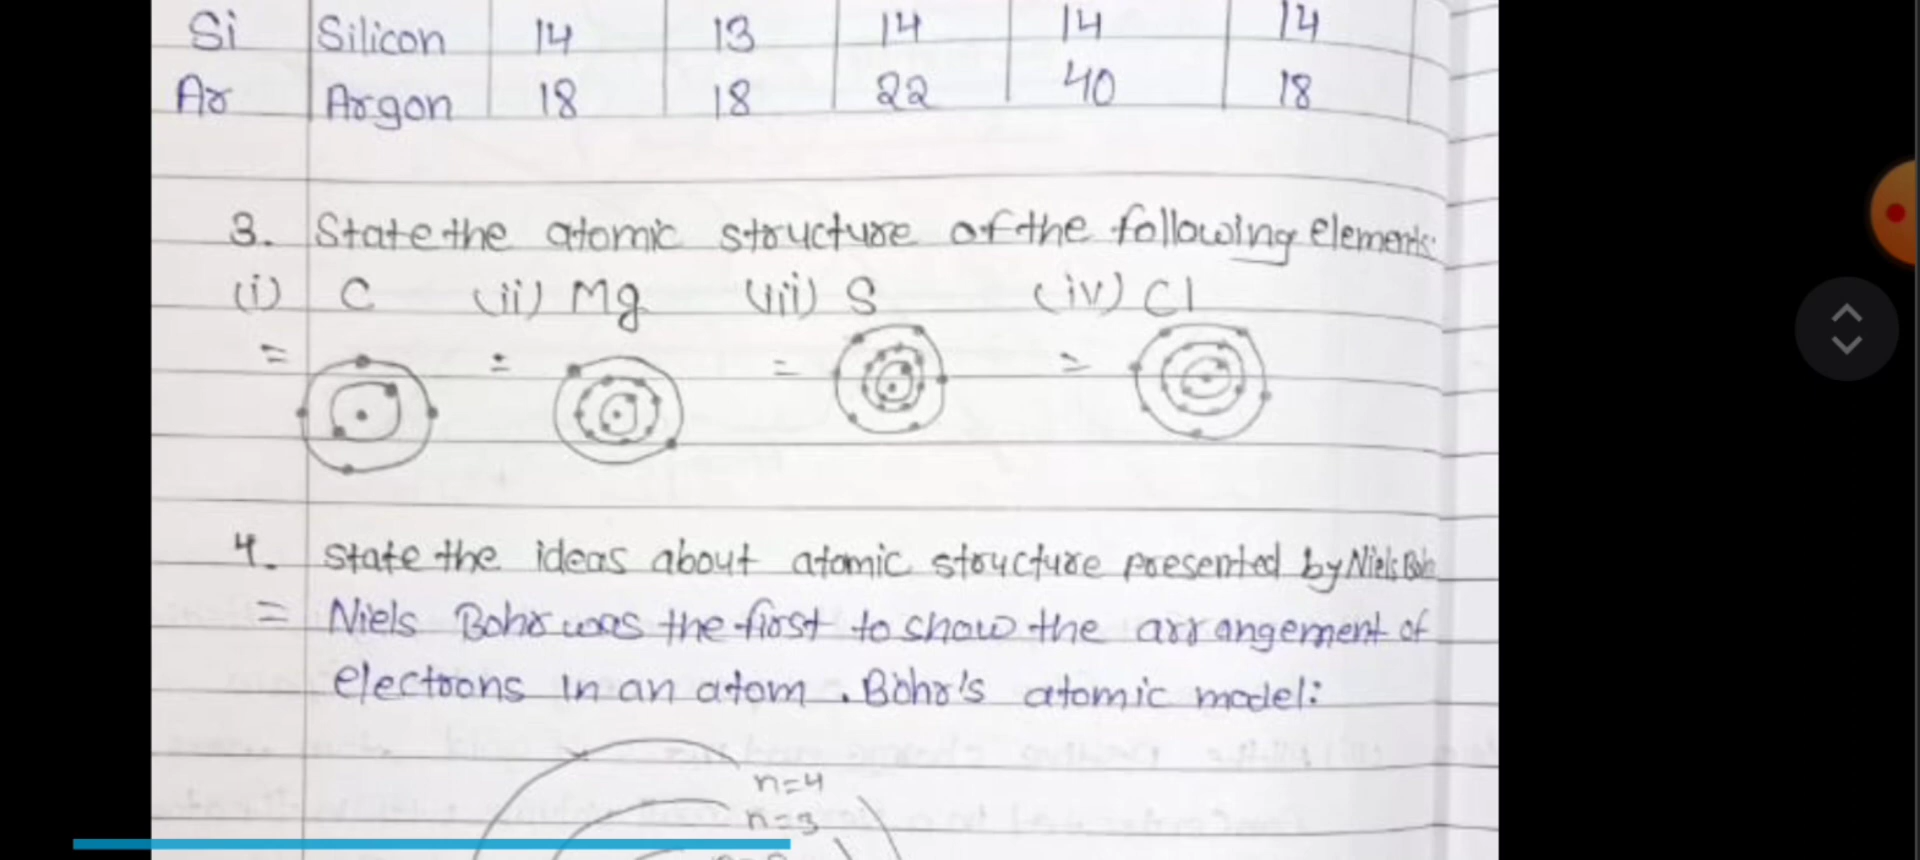 Si Silicon 14 13 14 14 14
Ar Argon 18 18 22 40 18
3. State the atomic structure of the following elements.
(i) C (ii) Mg (iii) S (iv) Cl
= = = =
4. State the ideas about atomic structure presented by Niels Bohr
= Niels Bohr was the first to show the arrangement of
electrons in an atom. Bohr's atomic model:
n=4
n=3